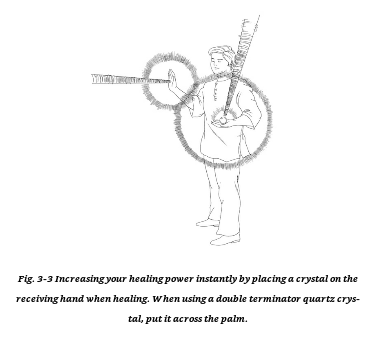 Fig. 3-3 Increasing your healing power instantly by placing a crystal on the
receiving hand when healing. When using a double terminator quartz crys-
tal, put it across the palm.